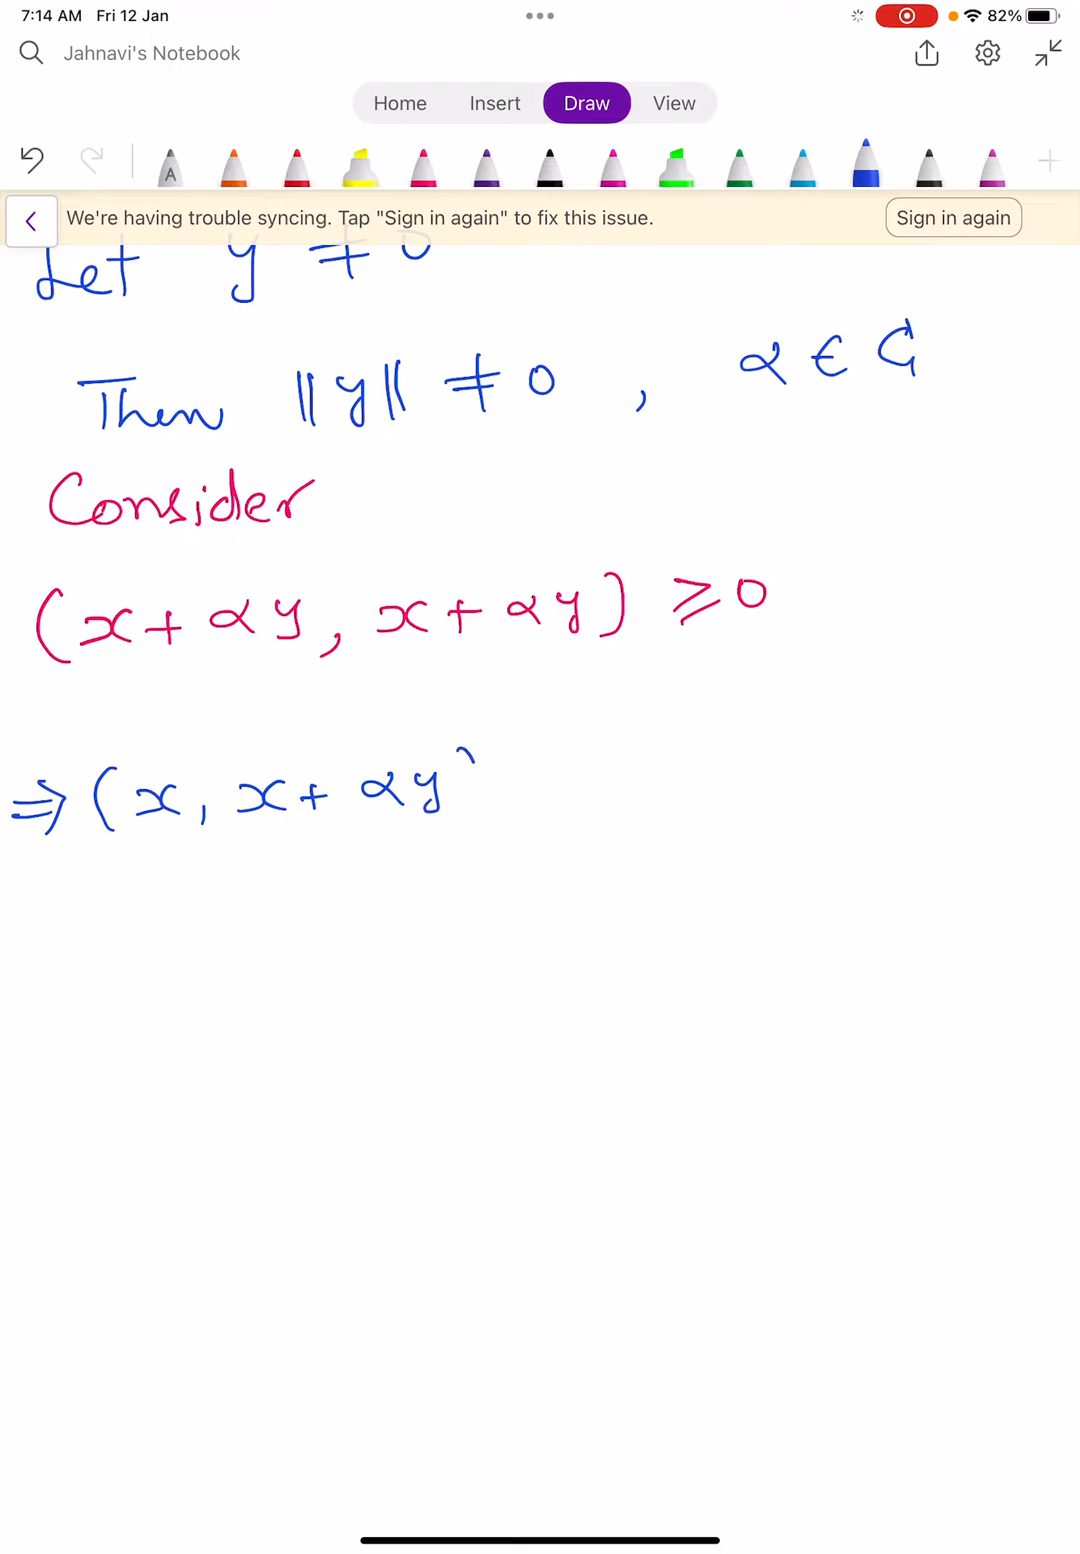 7:14 AM Fri 12 Jan 82%
Jahnavi's Notebook
Home Insert Draw View
A
We're having trouble syncing. Tap "Sign in again" to fix this issue. Sign in again
Let y ≠ 0
Then ||y|| ≠ 0 , α ∈ ℂ
Consider
(x + αy, x + αy) ⩾ 0
⇒ (x, x + αy